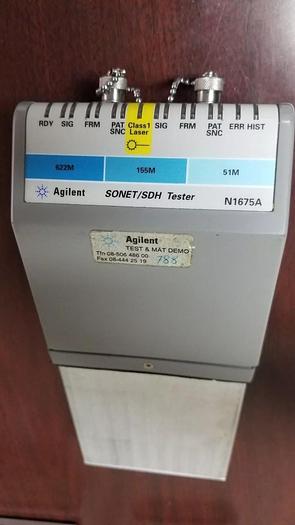 RDY SIG FRM PAT SNC Class1 Laser SIG FRM PAT SNC ERR HIST
622M 155M 51M
Agilent SONET/SDH Tester N1675A
Agilent
TEST & MÄT DEMO
Tfn 08-506 486 00
Fax 08-444 25 19 788